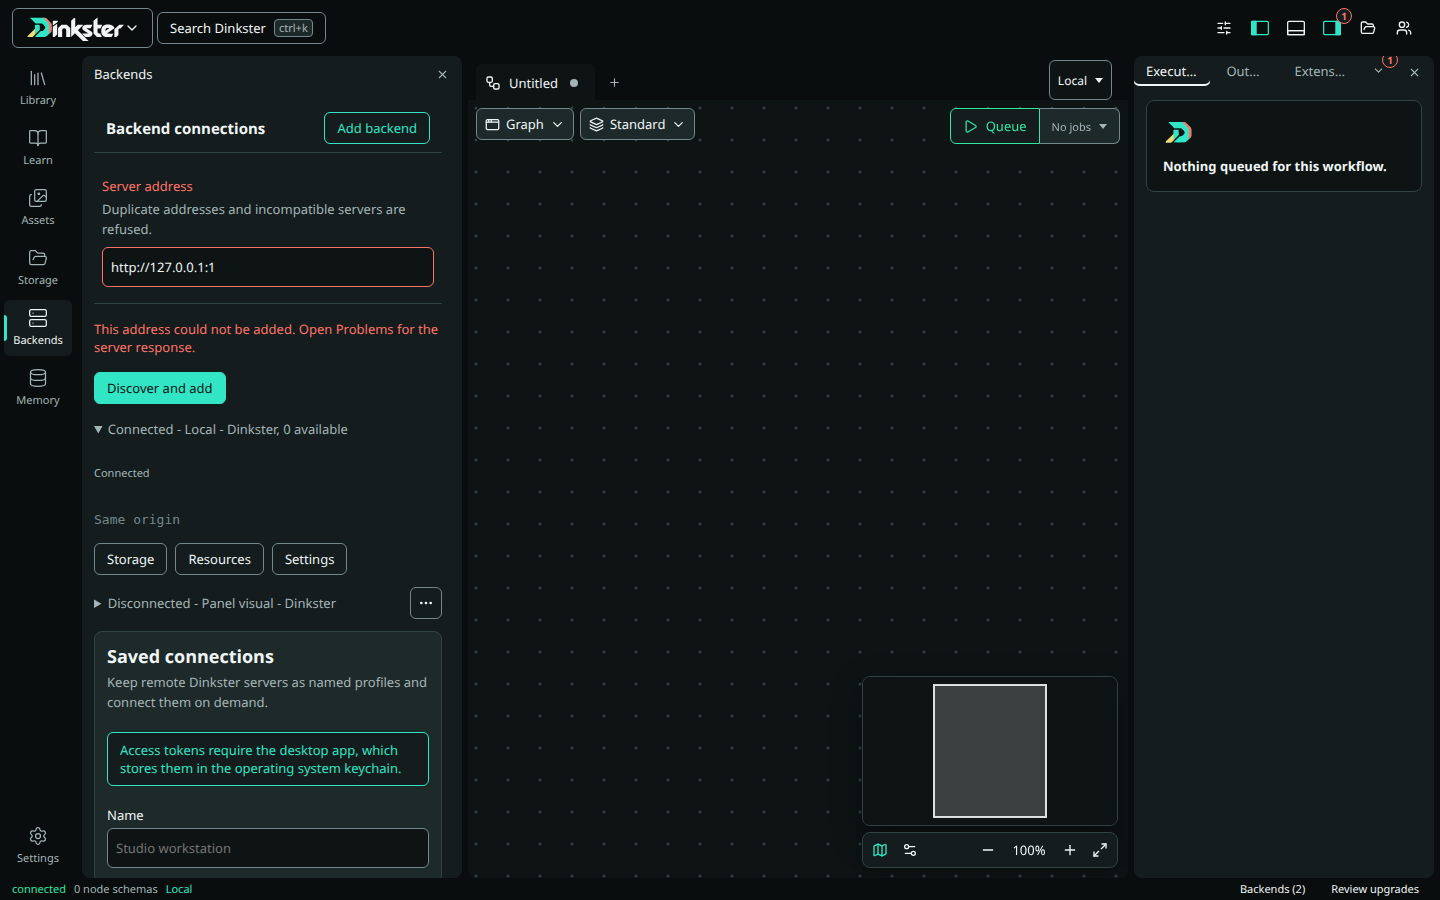 Dinkster
Search Dinkster ctrl+k
1
Library
Learn
Assets
Storage
Backends
Memory
Settings
Backends
Backend connections
Add backend
Server address
Duplicate addresses and incompatible servers are
refused.
http://127.0.0.1:1
This address could not be added. Open Problems for the
server response.
Discover and add
Connected - Local - Dinkster, 0 available
Connected
Same origin
Storage
Resources
Settings
Disconnected - Panel visual - Dinkster
Saved connections
Keep remote Dinkster servers as named profiles and
connect them on demand.
Access tokens require the desktop app, which
stores them in the operating system keychain.
Name
Studio workstation
Untitled
Local
Graph
Standard
Queue
No jobs
100%
Execut...
Out...
Extens...
1
Nothing queued for this workflow.
connected
0 node schemas
Local
Backends (2)
Review upgrades